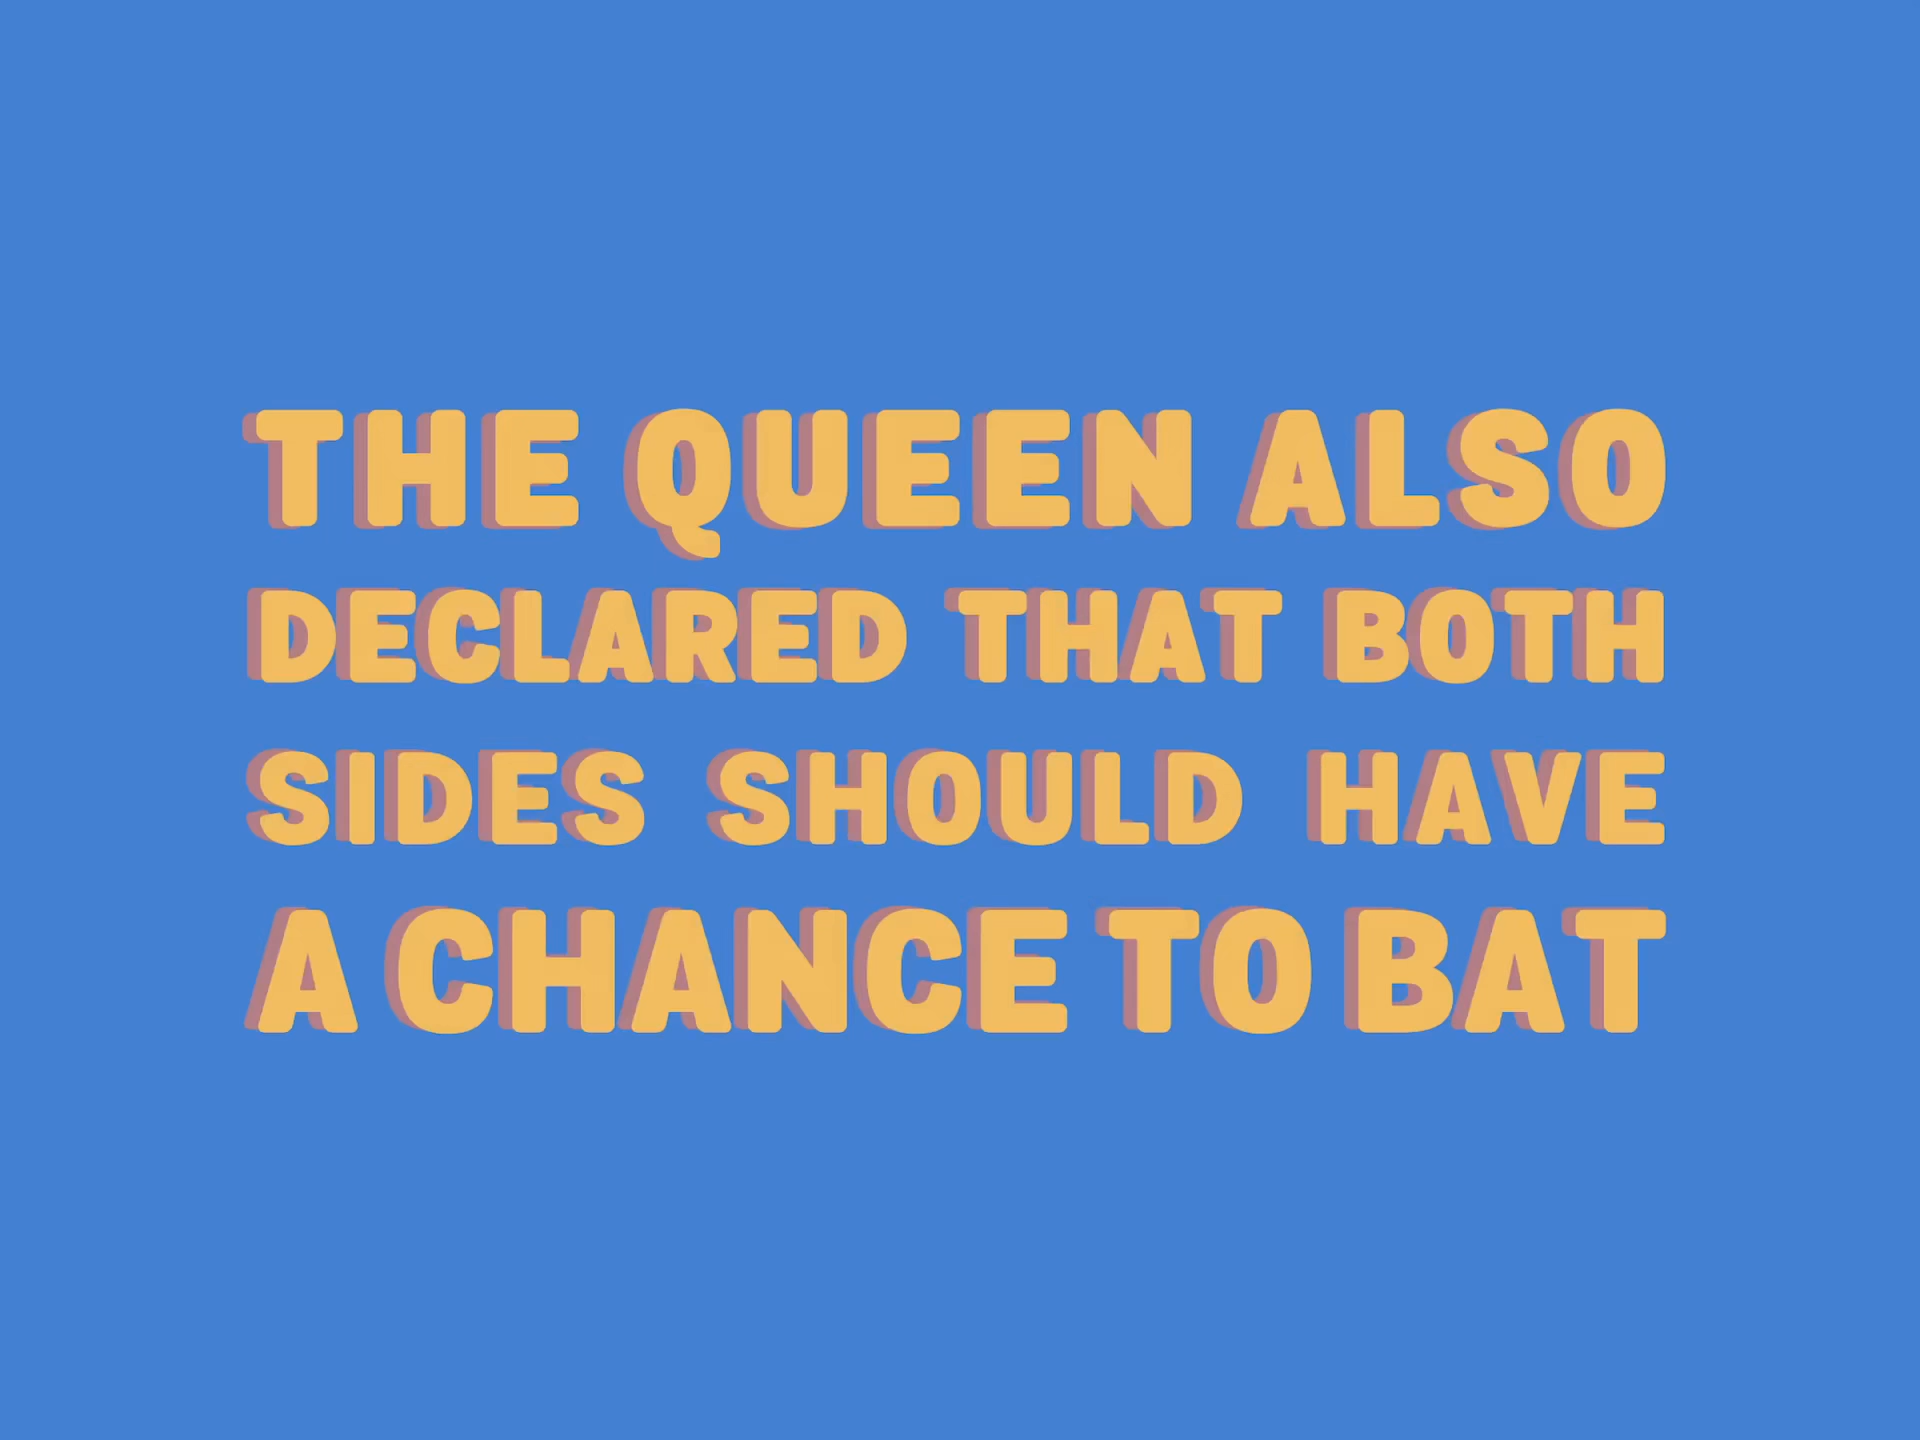 THE QUEEN ALSO
DECLARED THAT BOTH
SIDES SHOULD HAVE
A CHANCE TO BAT